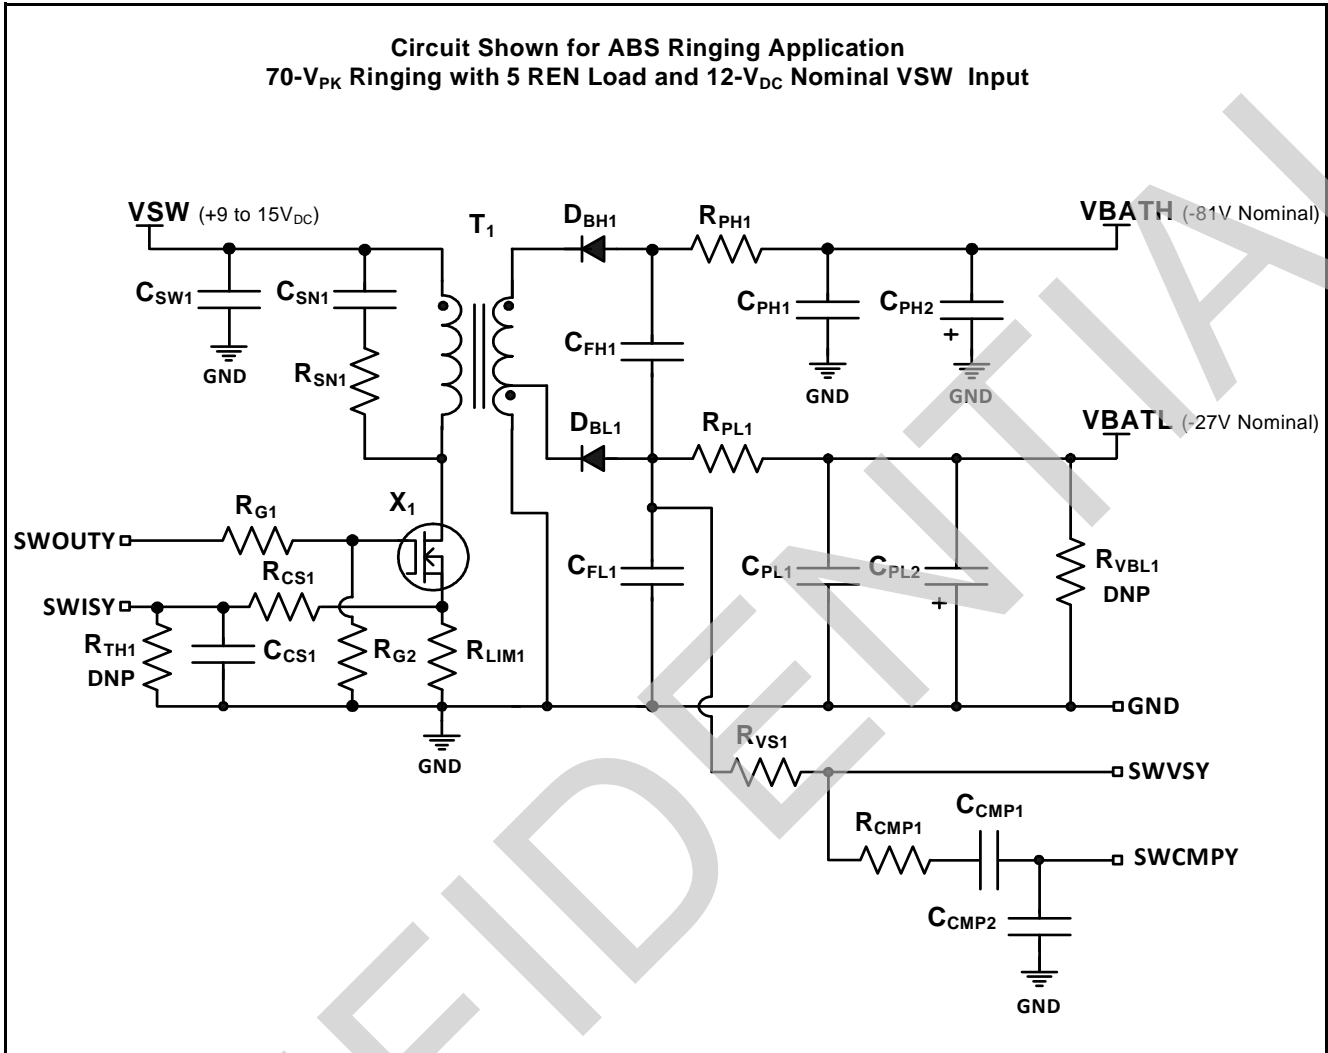 Circuit Shown for ABS Ringing Application
70-VPK Ringing with 5 REN Load and 12-VDC Nominal VSW Input
VSW (+9 to 15VDC)
T1
DBH1
RPH1
VBATH (-81V Nominal)
CSW1
CSN1
CPH1
CPH2
+
CFH1
GND
RSN1
GND
GND
DBL1
RPL1
VBATL (-27V Nominal)
RG1
X1
SWOUTY
RCS1
CFL1
CPL1
CPL2
RVBL1
DNP
+
SWISY
RTH1
DNP
CCS1
RG2
RLIM1
GND
RVS1
GND
SWVSY
CCMP1
RCMP1
SWCMPY
CCMP2
GND
FIDENTIAL